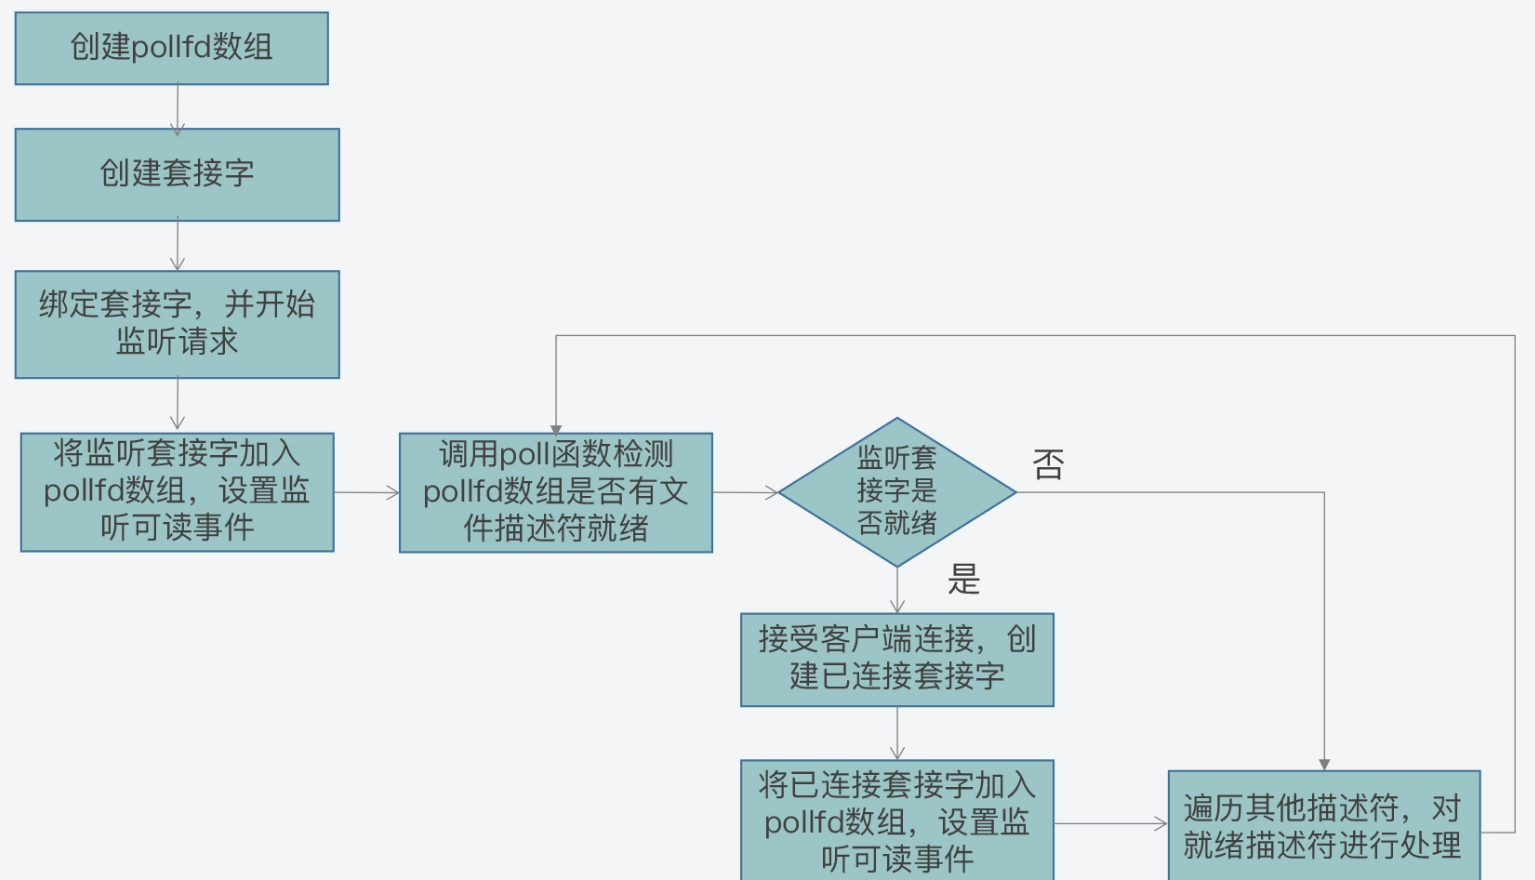 创建pollfd数组
创建套接字
绑定套接字，并开始
监听请求
将监听套接字加入
pollfd数组，设置监
听可读事件
调用poll函数检测
pollfd数组是否有文
件描述符就绪
监听套
接字是
否就绪
否
是
接受客户端连接，创
建已连接套接字
将已连接套接字加入
pollfd数组，设置监
听可读事件
遍历其他描述符，对
就绪描述符进行处理